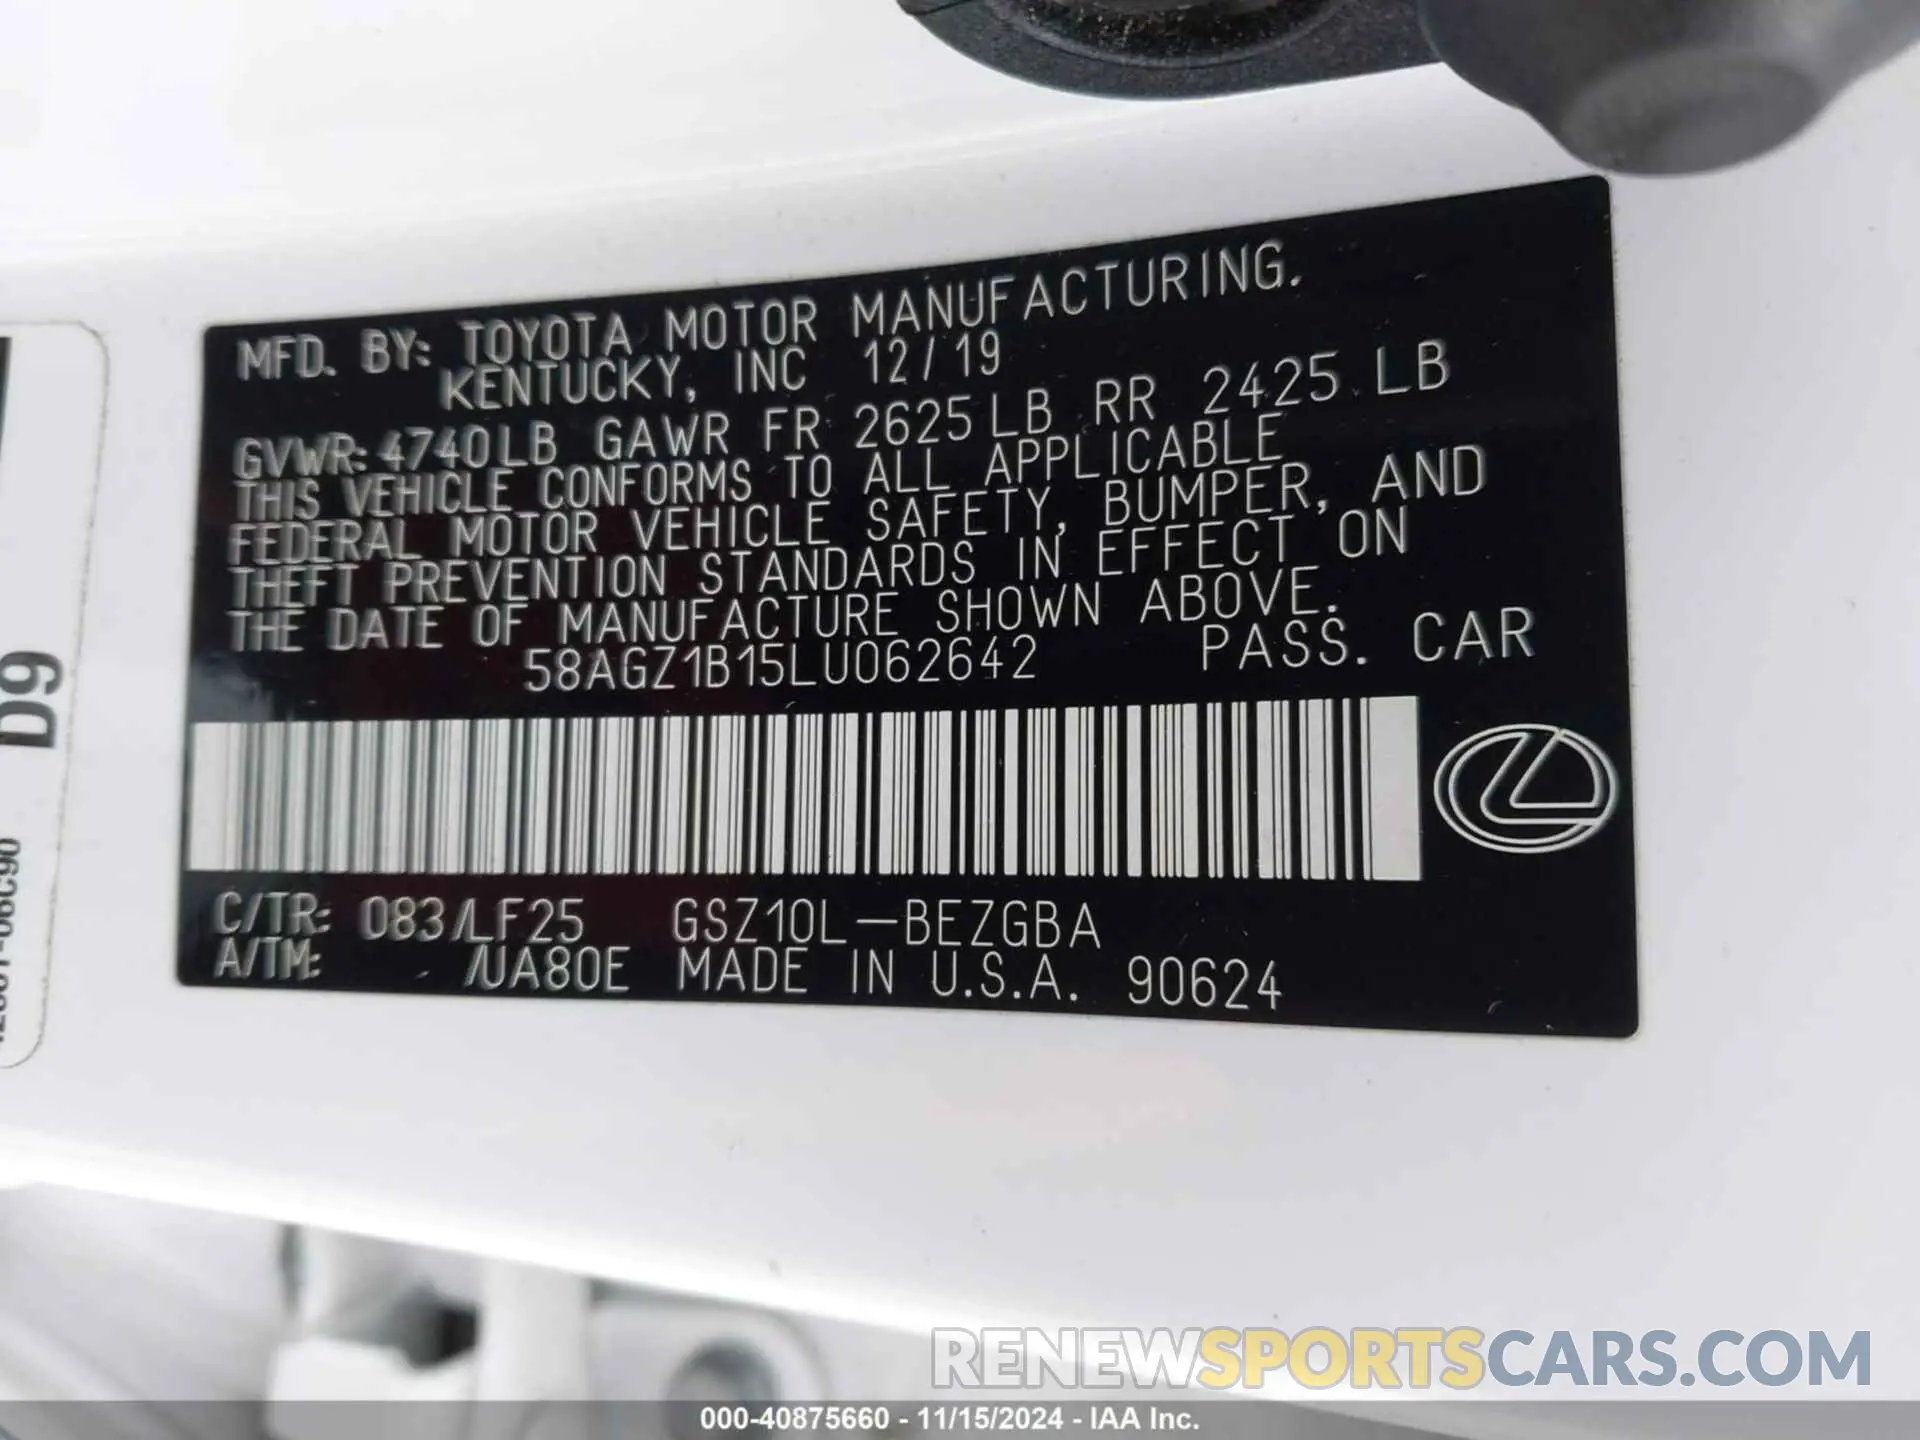 MFD. BY: TOYOTA MOTOR MANUFACTURING.
KENTUCKY, INC 12/19
GVWR: 4740LB GAWR FR 2625 LB RR 2425 LB
THIS VEHICLE CONFORMS TO ALL APPLICABLE
FEDERAL MOTOR VEHICLE SAFETY, BUMPER, AND
THEFT PREVENTION STANDARDS IN EFFECT ON
THE DATE OF MANUFACTURE SHOWN ABOVE.
58AGZ1B15LU062642 PASS. CAR
C/TR: 083/LF25 GSZ10L-BEZGBA
A/TM: /UA80E MADE IN U.S.A. 90624
D9
RENEWSPORTSCARS.COM
000-40875660 - 11/15/2024 - IAA Inc.